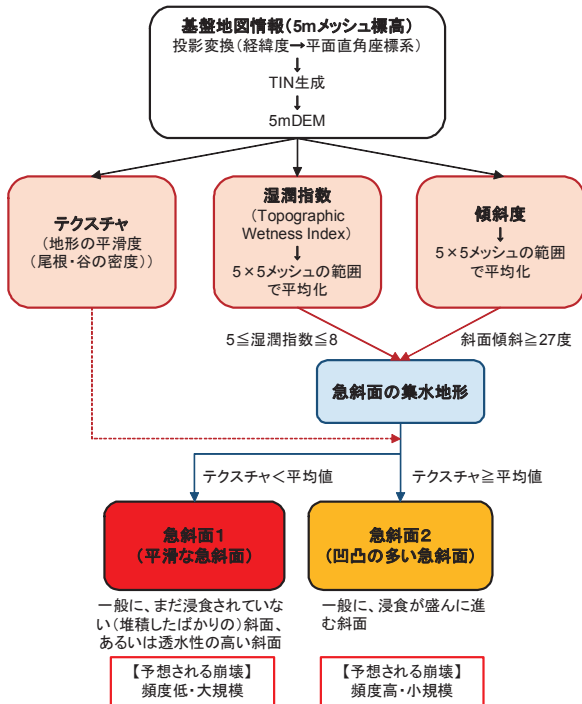 基盤地図情報(5mメッシュ標高)
投影変換(経緯度→平面直角座標系)
↓
TIN生成
↓
5mDEM
テクスチャ
(地形の平滑度
(尾根・谷の密度))
湿潤指数
(Topographic
Wetness Index)
↓
5×5メッシュの範囲
で平均化
傾斜度
↓
5×5メッシュの範囲
で平均化
5≦湿潤指数≦8
斜面傾斜≧27度
急斜面の集水地形
テクスチャ<平均値
テクスチャ≧平均値
急斜面1
(平滑な急斜面)
急斜面2
(凹凸の多い急斜面)
一般に、まだ浸食されていな
い(堆積したばかりの)斜面、
あるいは透水性の高い斜面
一般に、浸食が盛んに進
む斜面
【予想される崩壊】
頻度低・大規模
【予想される崩壊】
頻度高・小規模